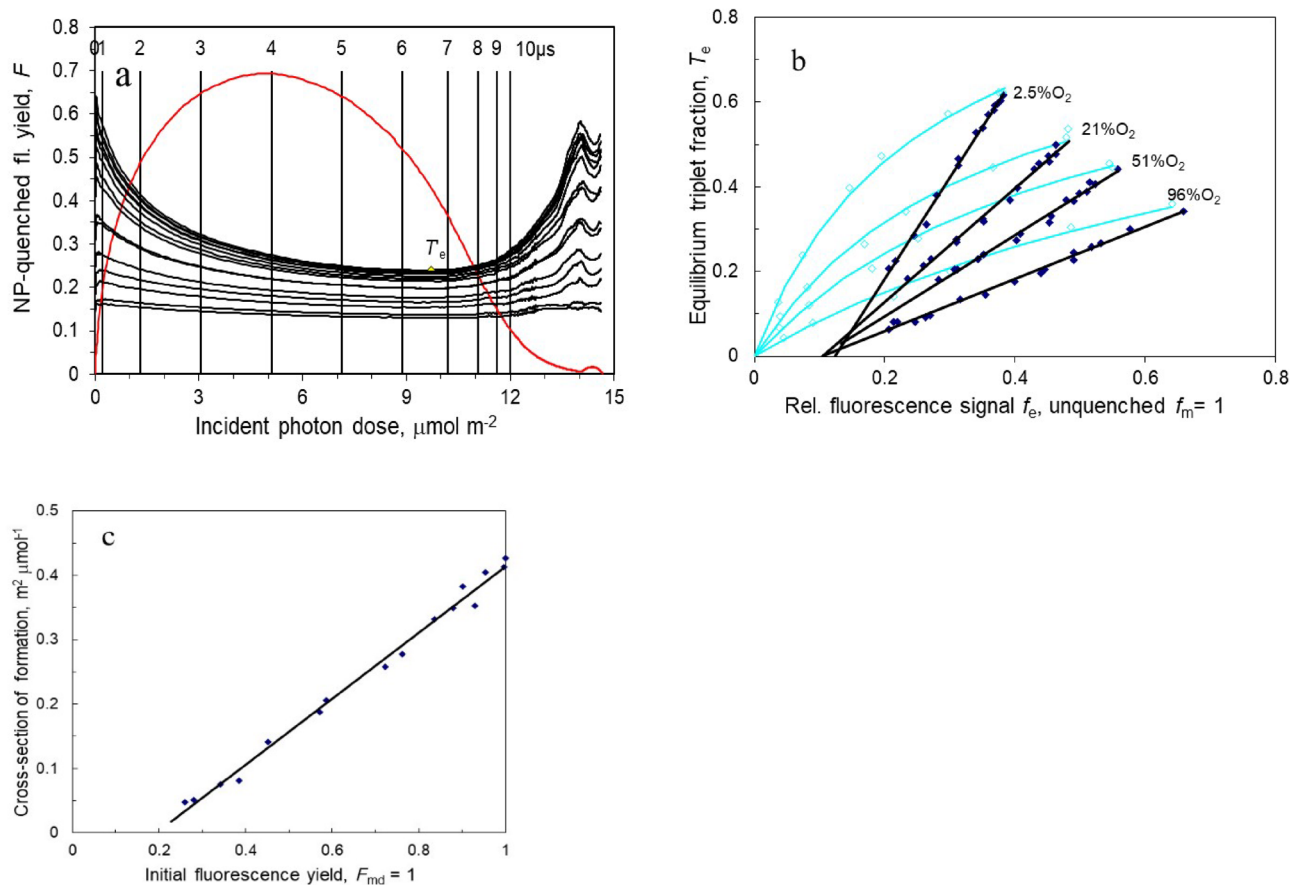 a
0 1 2 3 4 5 6 7 8 9 10µs
NP-quenched fl. yield, F
0.8
0.7
0.6
0.5
0.4
0.3
0.2
0.1
0
Te
0 3 6 9 12 15
Incident photon dose, µmol m-2
b
Equilibrium triplet fraction, Te
0.8
0.6
0.4
0.2
0
2.5%O2
21%O2
51%O2
96%O2
0 0.2 0.4 0.6 0.8
Rel. fluorescence signal fe, unquenched fm= 1
c
Cross-section of formation, m2 µmol-1
0.5
0.4
0.3
0.2
0.1
0
0 0.2 0.4 0.6 0.8 1
Initial fluorescence yield, Fmd = 1